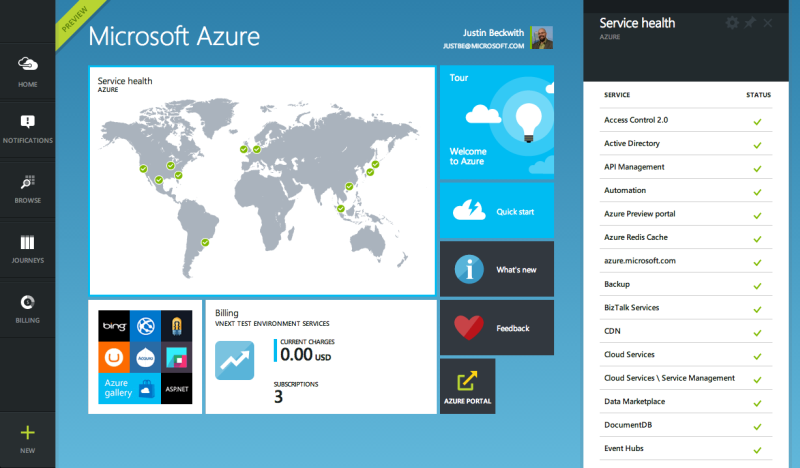 PREVIEW
Microsoft Azure
Justin Beckwith
JUSTBE@MICROSOFT.COM
HOME
NOTIFICATIONS
BROWSE
JOURNEYS
BILLING
NEW
Service health
AZURE
Tour
Welcome
to Azure
Quick start
What's new
Feedback
AZURE PORTAL
bing
ACQUIA
Azure
gallery
ASP.NET
Billing
VNEXT TEST ENVIRONMENT SERVICES
CURRENT CHARGES
0.00 USD
SUBSCRIPTIONS
3
Service health
AZURE
SERVICE STATUS
Access Control 2.0
Active Directory
API Management
Automation
Azure Preview portal
Azure Redis Cache
azure.microsoft.com
Backup
BizTalk Services
CDN
Cloud Services
Cloud Services \ Service Management
Data Marketplace
DocumentDB
Event Hubs